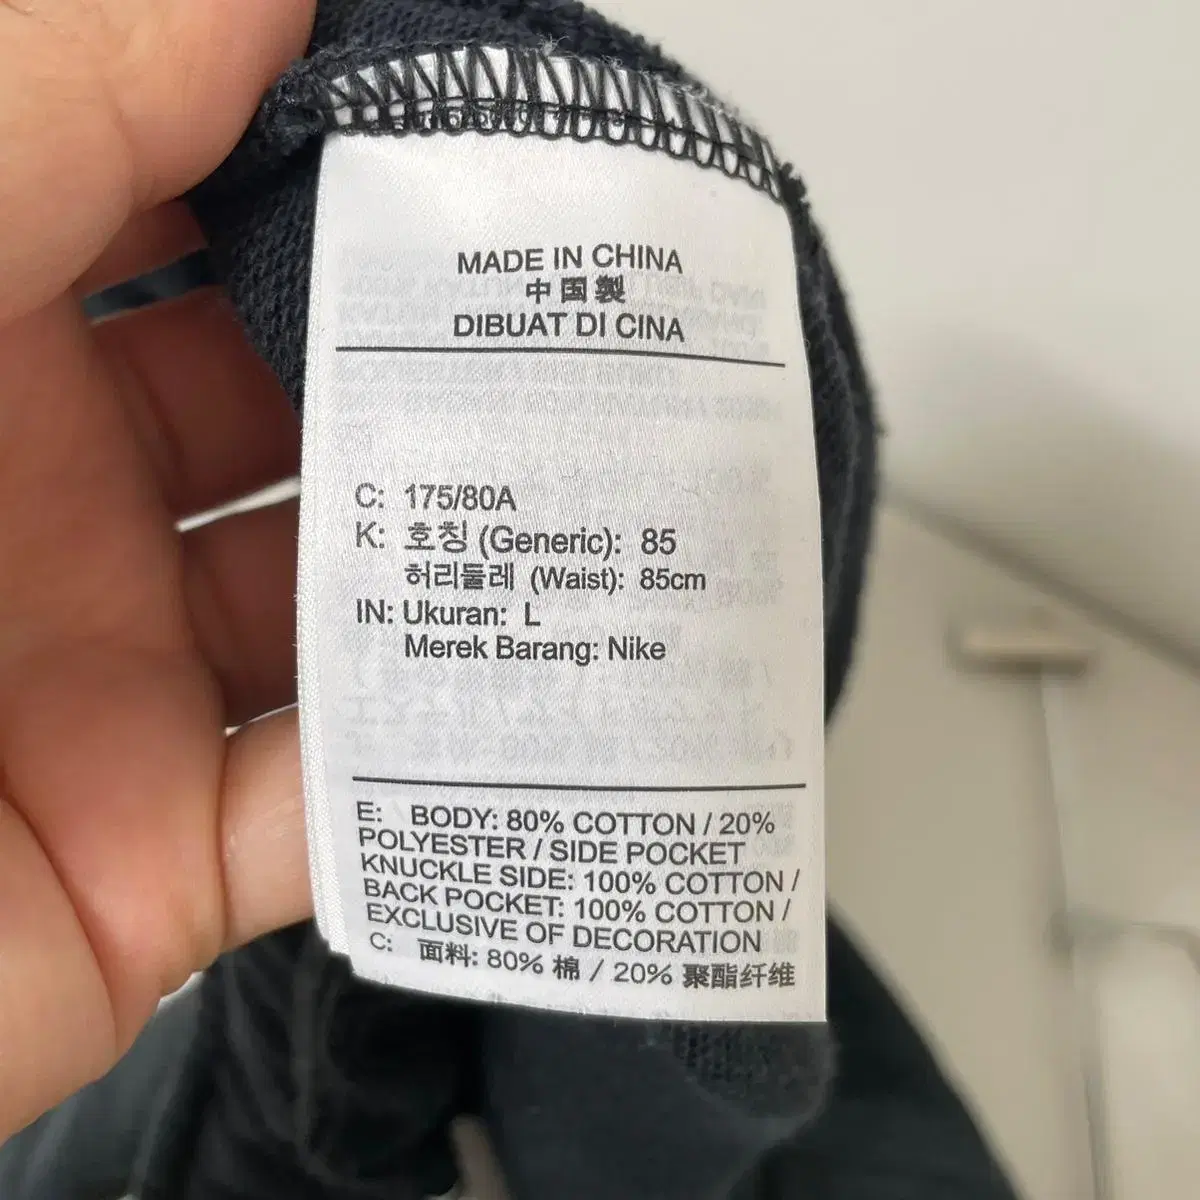 MADE IN CHINA
中国製
DIBUAT DI CINA
C: 175/80A
K: 호칭 (Generic): 85
허리둘레 (Waist): 85cm
IN: Ukuran: L
Merek Barang: Nike
E: BODY: 80% COTTON / 20%
POLYESTER / SIDE POCKET
KNUCKLE SIDE: 100% COTTON /
BACK POCKET: 100% COTTON /
EXCLUSIVE OF DECORATION
C: 面料: 80% 棉 / 20% 聚酯纤维